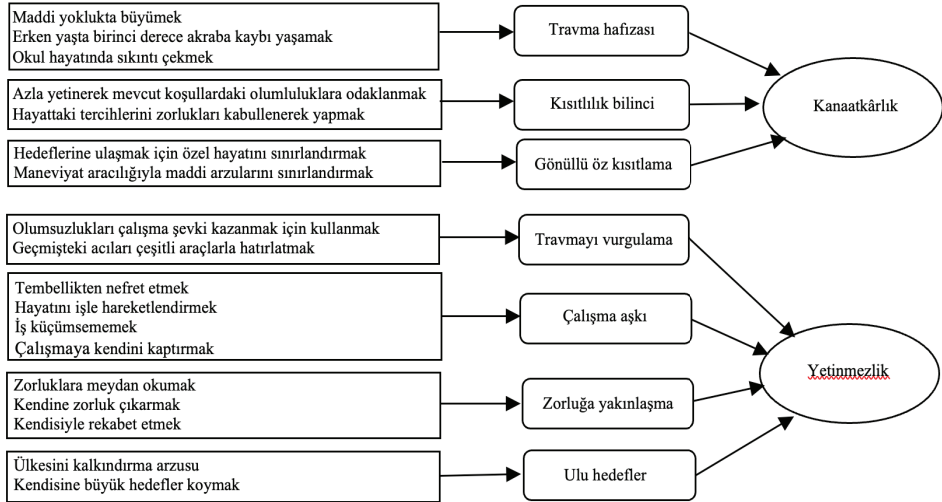 Maddi yoklukta büyümek
Erken yaşta birinci derece akraba kaybı yaşamak
Okul hayatında sıkıntı çekmek
Travma hafızası
Azla yetinerek mevcut koşullardaki olumluluklara odaklanmak
Hayattaki tercihlerini zorlukları kabullenerek yapmak
Kısıtlılık bilinci
Kanaatkârlık
Hedeflerine ulaşmak için özel hayatını sınırlandırmak
Maneviyat aracılığıyla maddi arzularını sınırlandırmak
Gönüllü öz kısıtlama
Olumsuzlukları çalışma şevki kazanmak için kullanmak
Geçmişteki acıları çeşitli araçlarla hatırlatmak
Travmayı vurgulama
Tembellikten nefret etmek
Hayatını işle hareketlendirmek
İş küçümsememek
Çalışmaya kendini kaptırmak
Çalışma aşkı
Yetinmezlik
Zorluklara meydan okumak
Kendine zorluk çıkarmak
Kendisiyle rekabet etmek
Zorluğa yakınlaşma
Ülkesini kalkındırma arzusu
Kendisine büyük hedefler koymak
Ulu hedefler